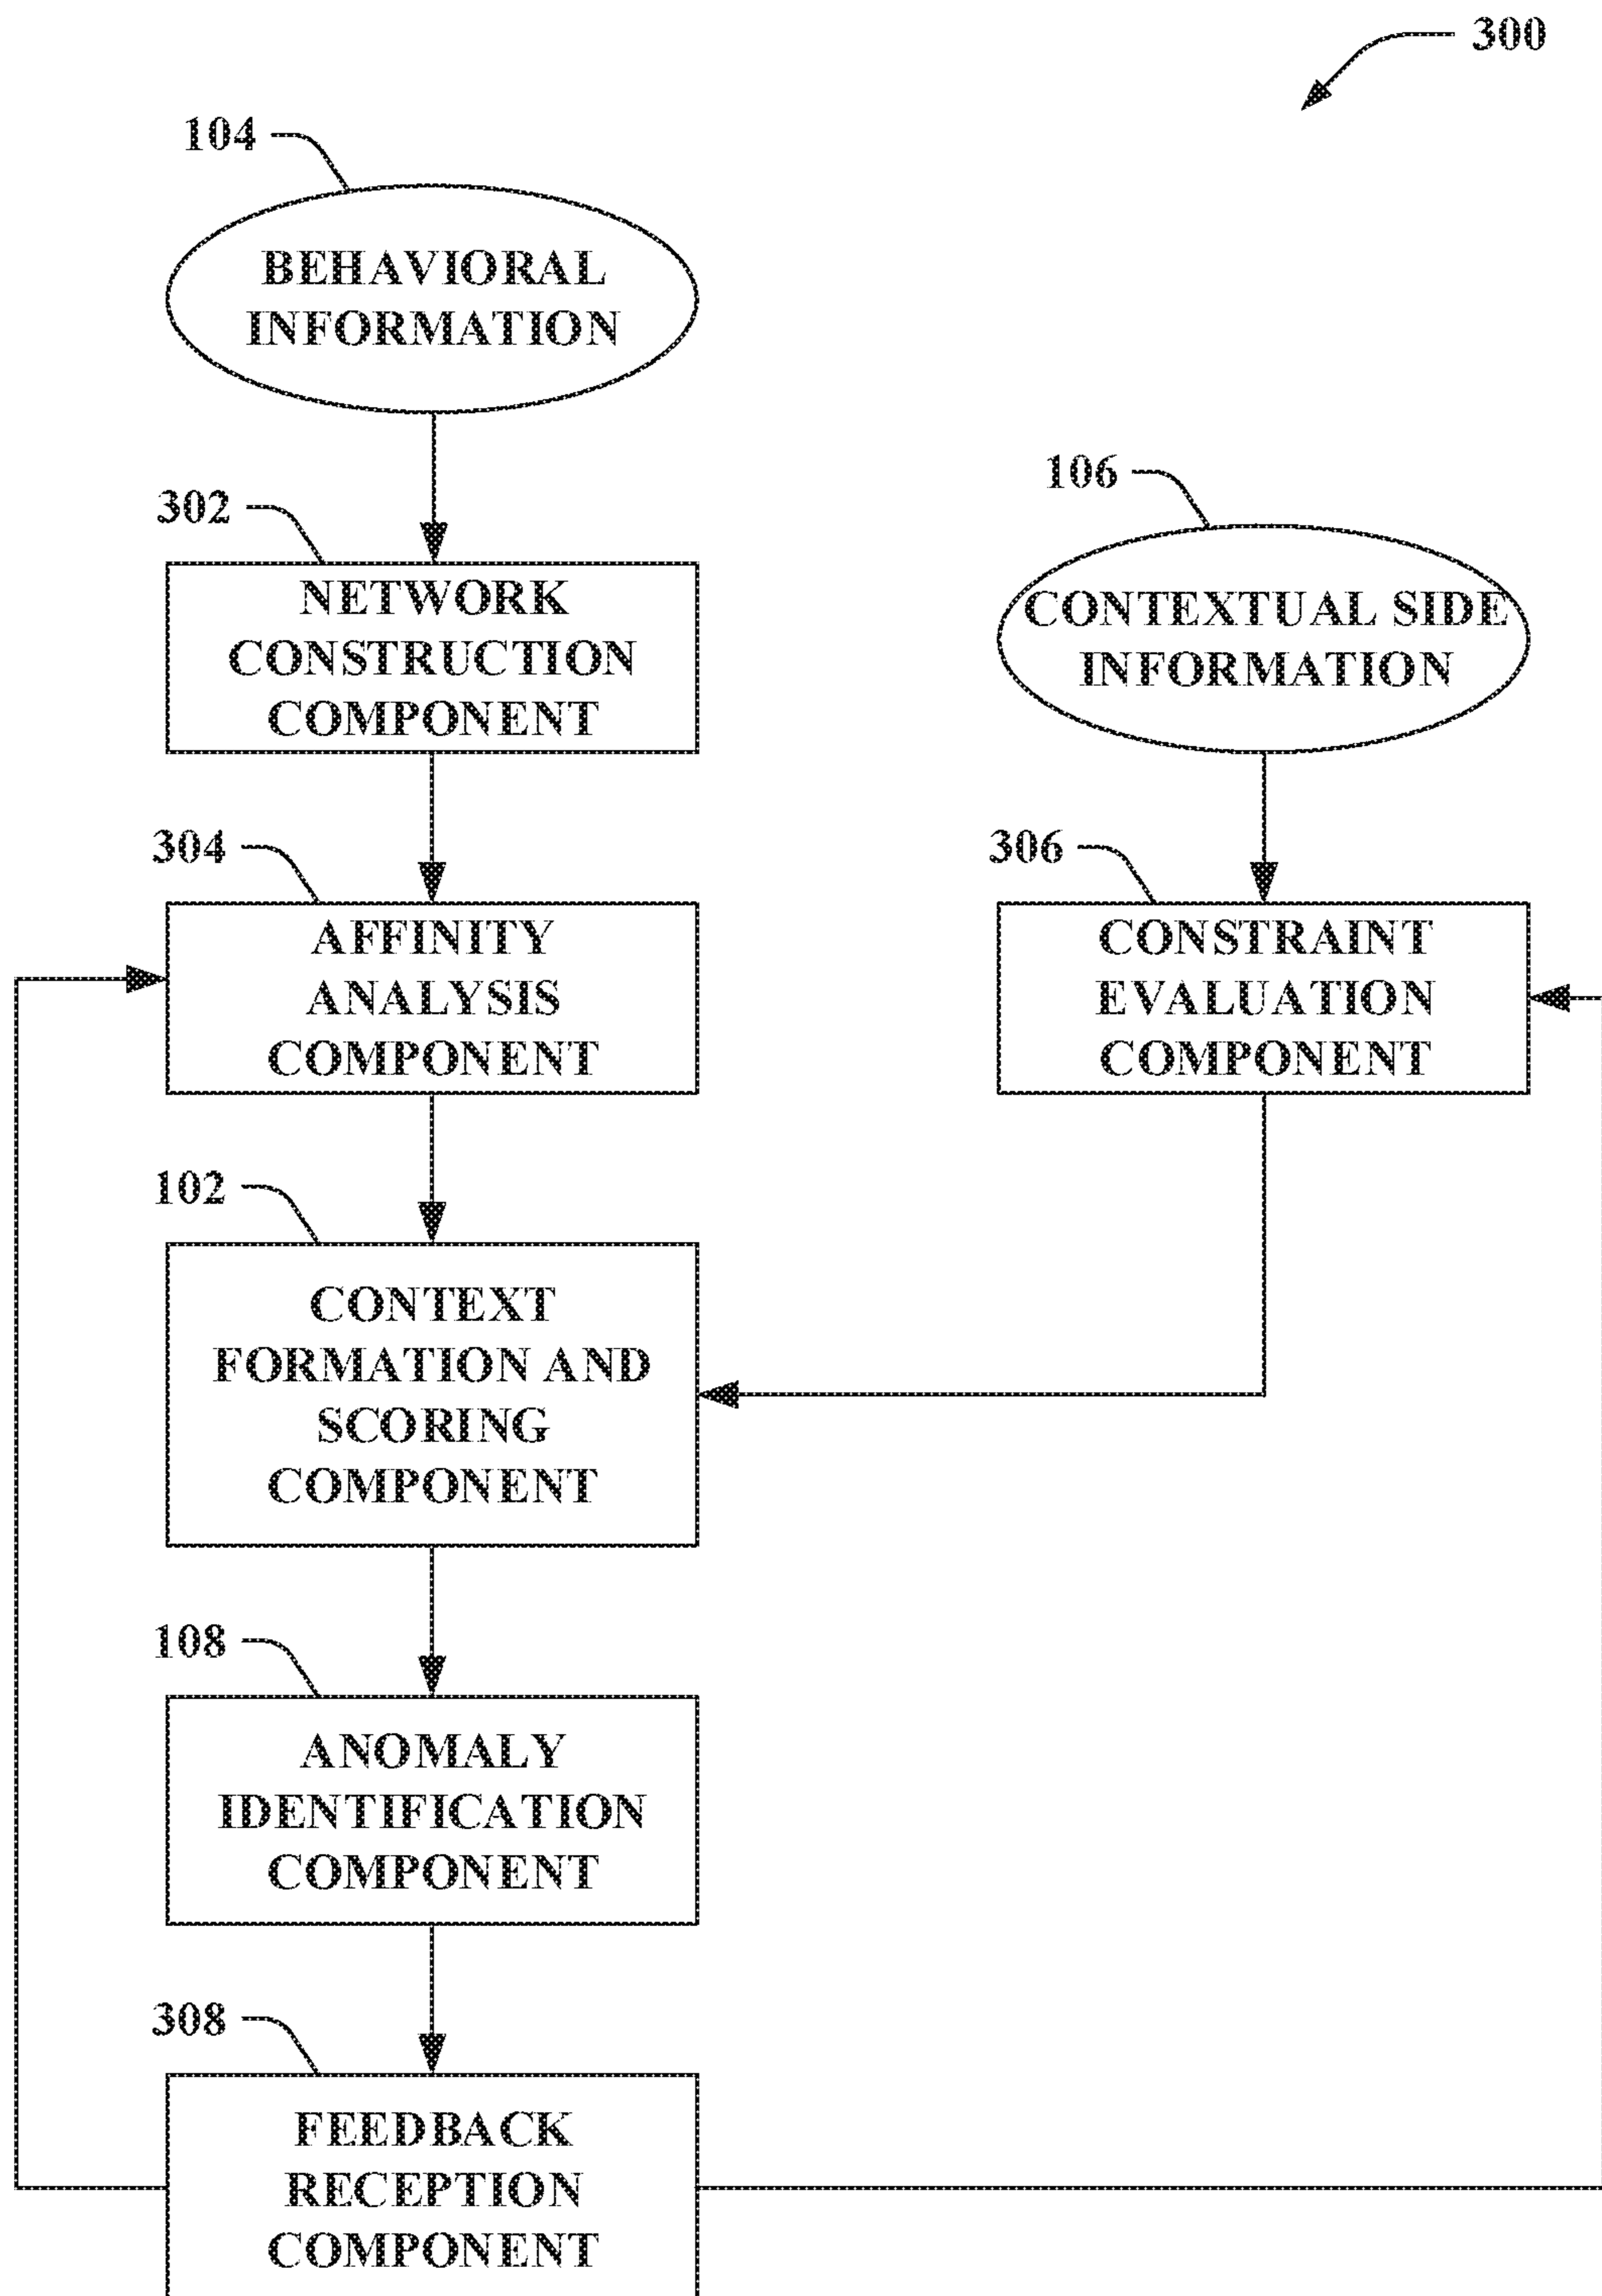 300
104
BEHAVIORAL
INFORMATION
302
NETWORK
CONSTRUCTION
COMPONENT
106
CONTEXTUAL SIDE
INFORMATION
304
AFFINITY
ANALYSIS
COMPONENT
306
CONSTRAINT
EVALUATION
COMPONENT
102
CONTEXT
FORMATION AND
SCORING
COMPONENT
108
ANOMALY
IDENTIFICATION
COMPONENT
308
FEEDBACK
RECEPTION
COMPONENT